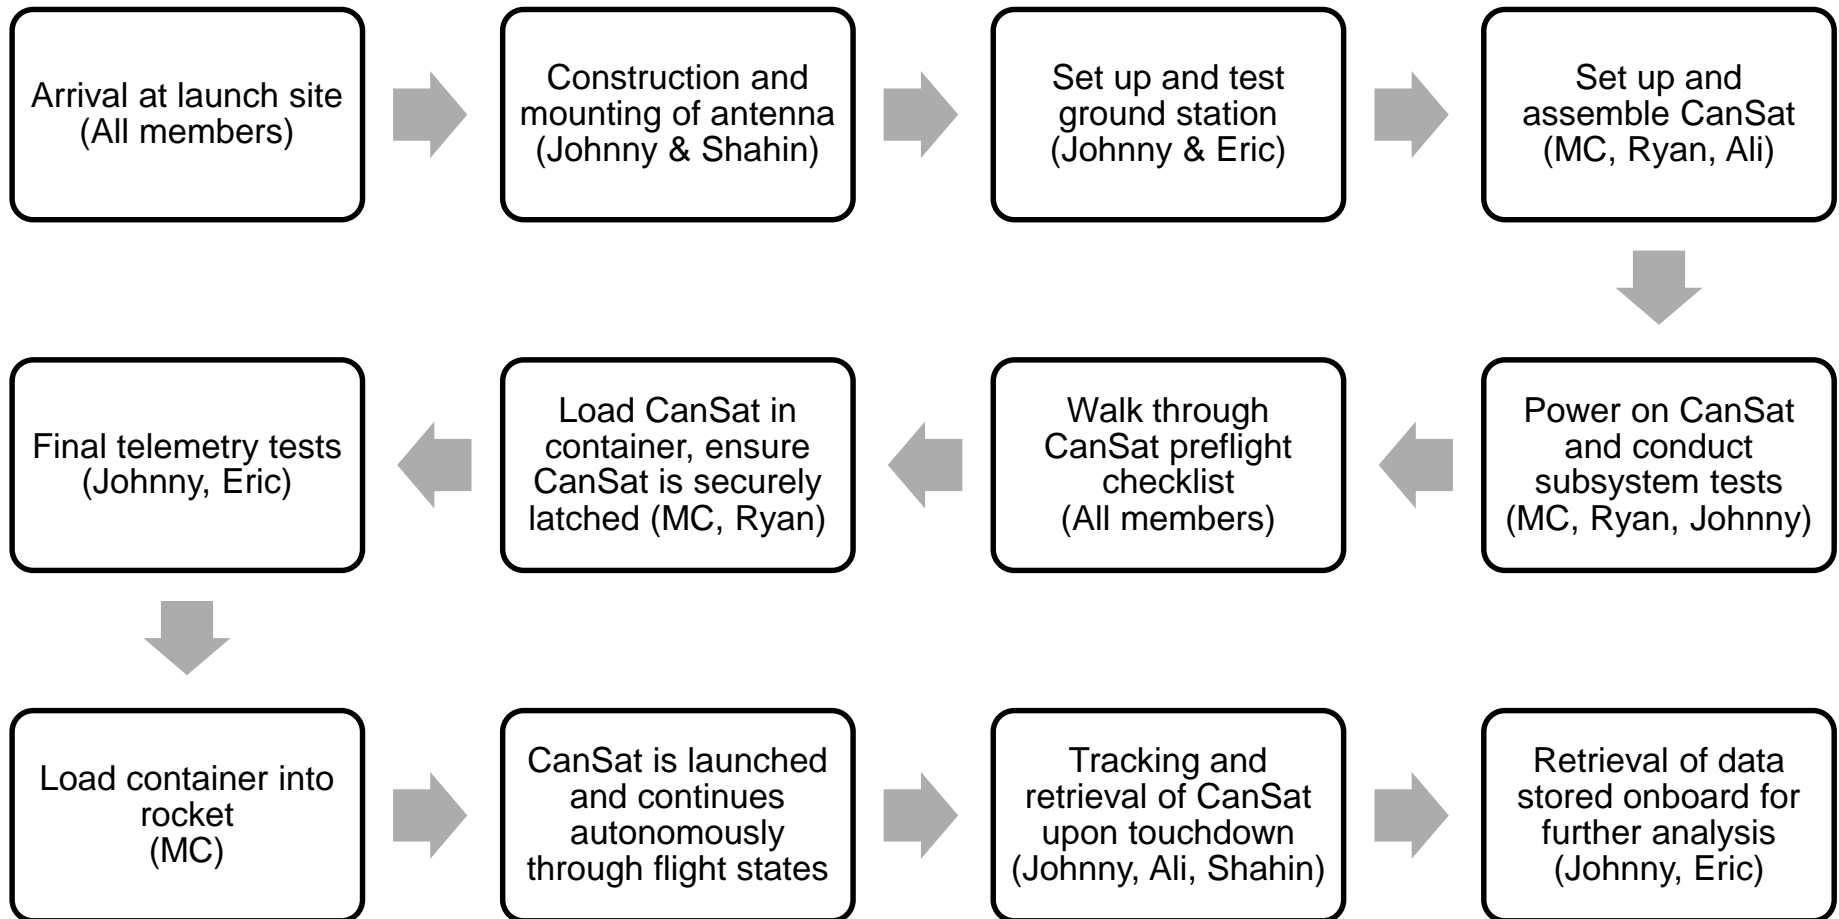 Arrival at launch site
(All members)
Construction and
mounting of antenna
(Johnny & Shahin)
Set up and test
ground station
(Johnny & Eric)
Set up and
assemble CanSat
(MC, Ryan, Ali)
Power on CanSat
and conduct
subsystem tests
(MC, Ryan, Johnny)
Walk through
CanSat preflight
checklist
(All members)
Load CanSat in
container, ensure
CanSat is securely
latched (MC, Ryan)
Final telemetry tests
(Johnny, Eric)
Load container into
rocket
(MC)
CanSat is launched
and continues
autonomously
through flight states
Tracking and
retrieval of CanSat
upon touchdown
(Johnny, Ali, Shahin)
Retrieval of data
stored onboard for
further analysis
(Johnny, Eric)